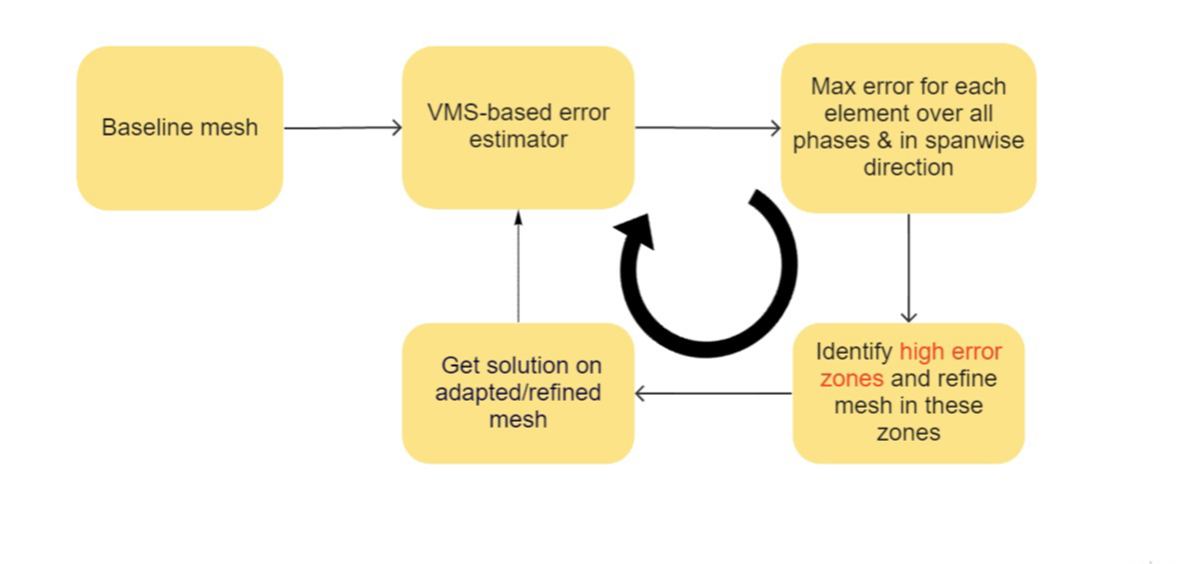 Baseline mesh
VMS-based error
estimator
Max error for each
element over all
phases & in spanwise
direction
Get solution on
adapted/refined
mesh
Identify high error
zones and refine
mesh in these
zones